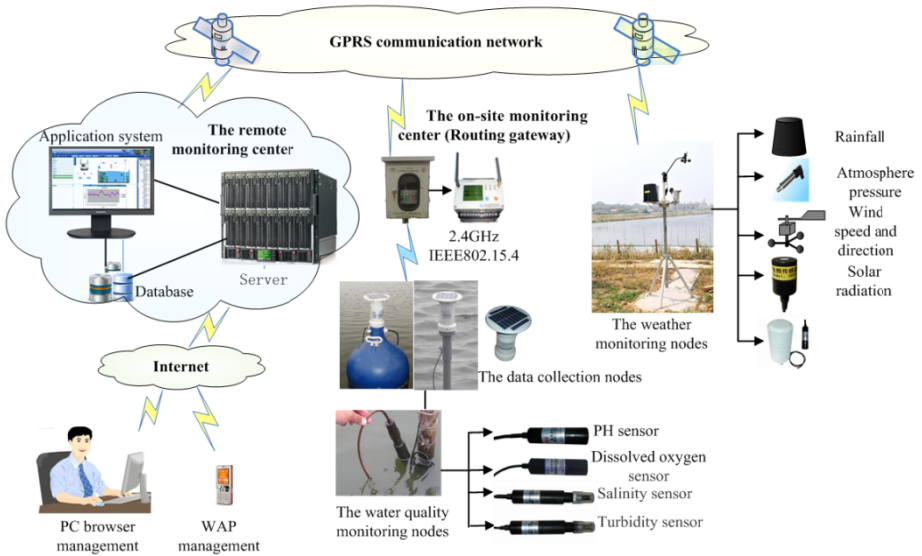 GPRS communication network
The on-site monitoring
center (Routing gateway)
Application system
The remote
monitoring center
Server
Database
2.4GHz
IEEE802.15.4
Rainfall
Atmosphere
pressure
Wind
speed and
direction
Solar
radiation
The weather
monitoring nodes
Internet
The data collection nodes
PH sensor
Dissolved oxygen
sensor
Salinity sensor
Turbidity sensor
The water quality
monitoring nodes
PC browser
management
WAP
management